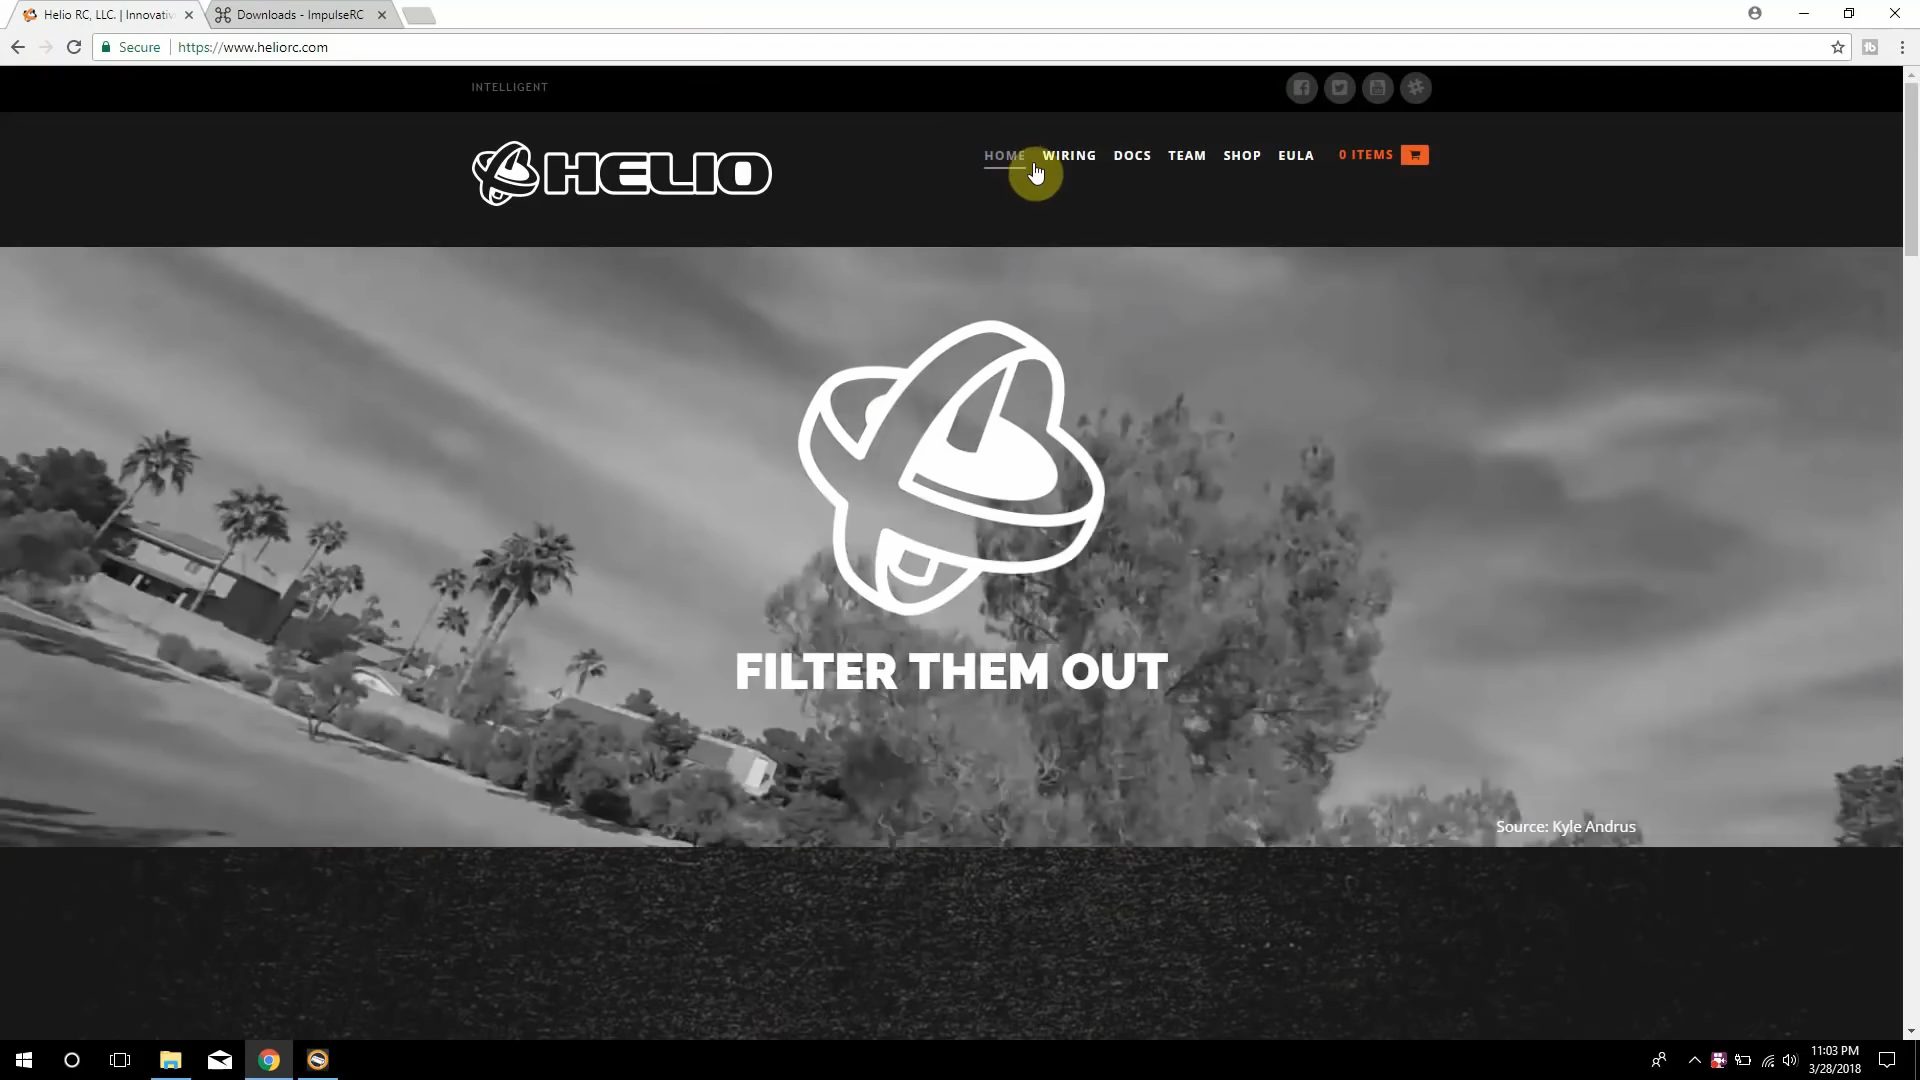 Helio RC, LLC. | Innovativ
Downloads - ImpulseRC
Secure
https://www.heliorc.com
INTELLIGENT
HELIO
HOME WIRING DOCS TEAM SHOP EULA 0 ITEMS
FILTER THEM OUT
Source: Kyle Andrus
11:03 PM
3/28/2018